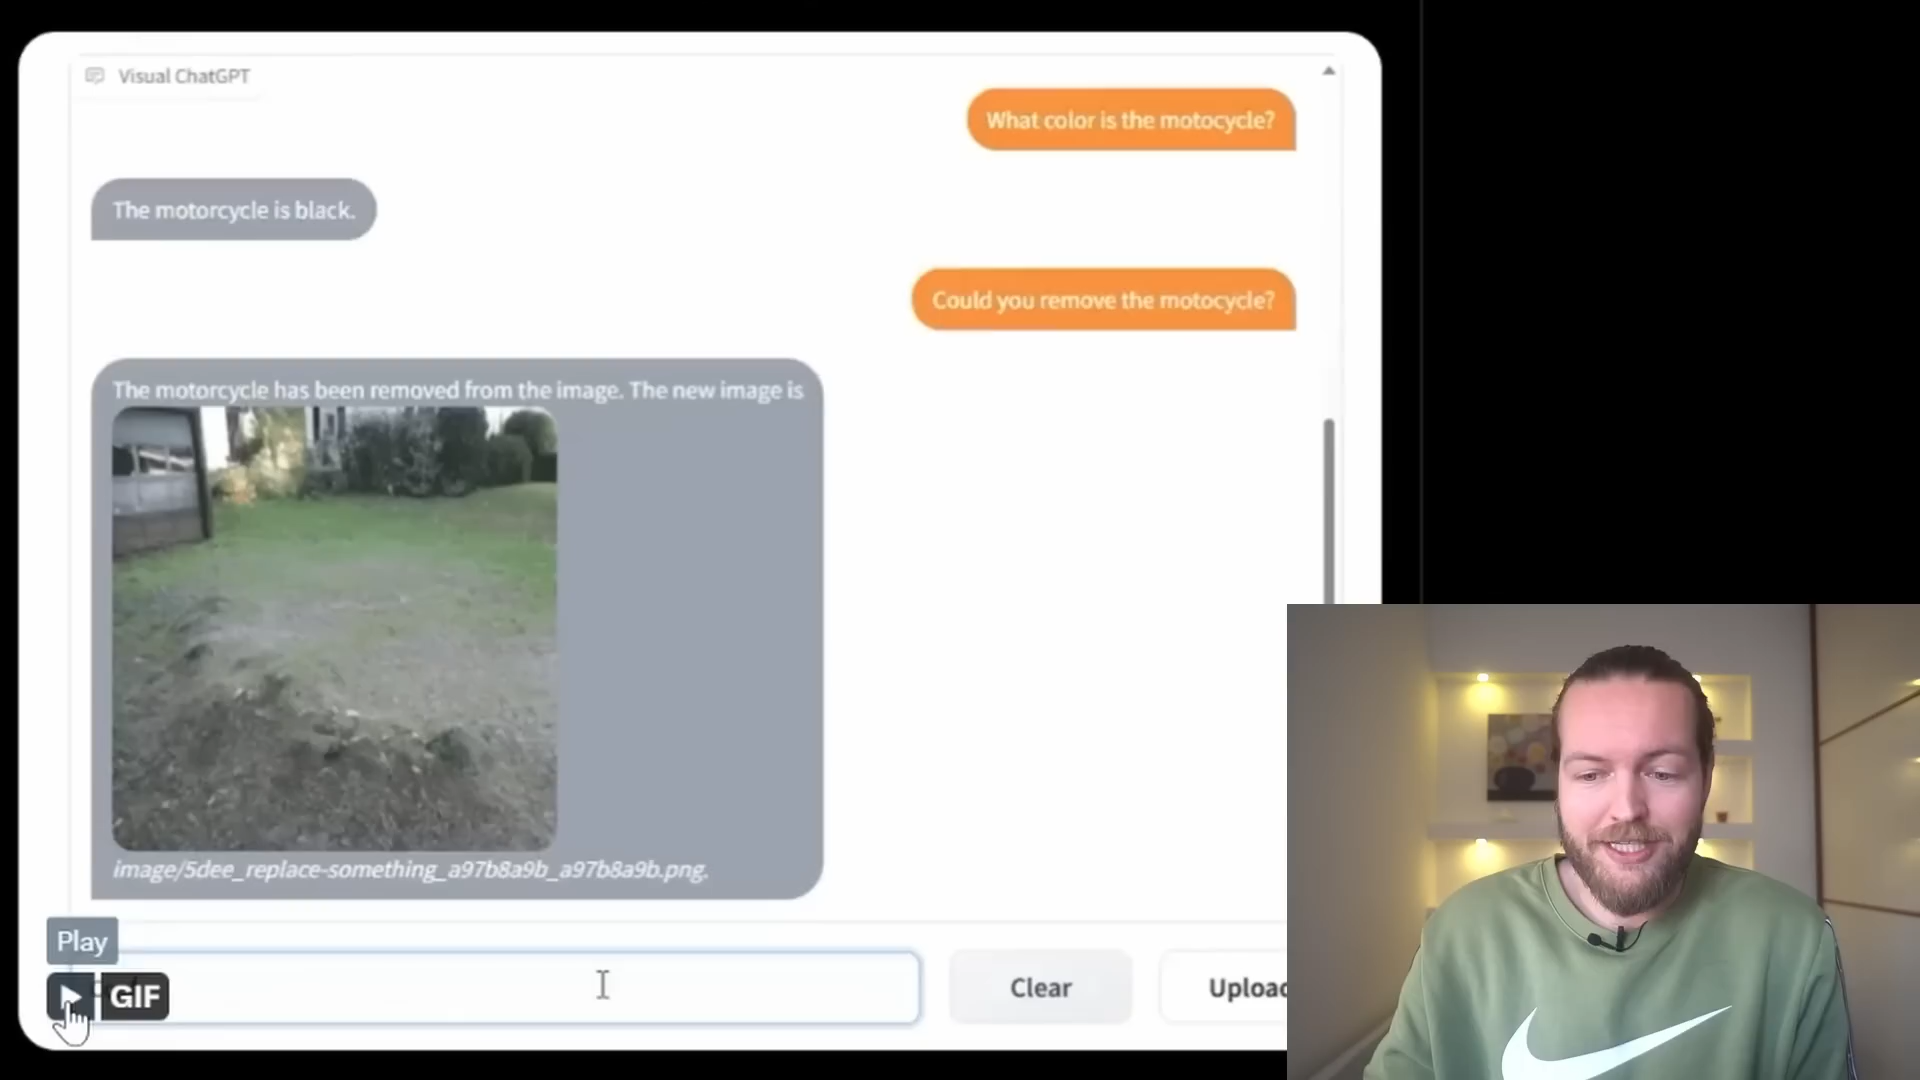 Visual ChatGPT
What color is the motocycle?
The motorcycle is black.
Could you remove the motocycle?
The motorcycle has been removed from the image. The new image is
image/5dee_replace-something_a97b8a9b_a97b8a9b.png.
Play
GIF
Clear
Upload